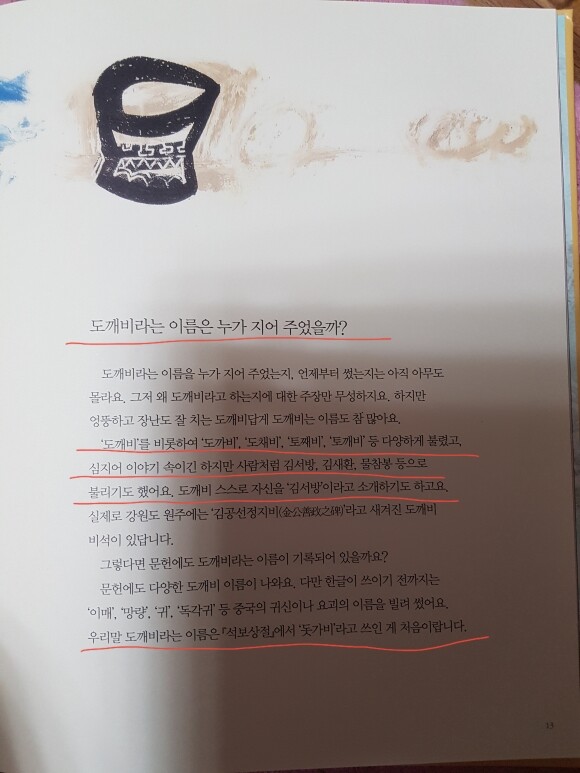 도깨비라는 이름은 누가 지어 주었을까?
도깨비라는 이름을 누가 지어 주었는지, 언제부터 썼는지는 아직 아무도
몰라요. 그저 왜 도깨비라고 하는지에 대한 주장만 무성하지요. 하지만
엉뚱하고 장난도 잘 치는 도깨비답게 도깨비는 이름도 참 많아요.
'도깨비'를 비롯하여 '도까비', '도채비', '토째비', '토깨비' 등 다양하게 불렸고,
심지어 이야기 속이긴 하지만 사람처럼 김서방, 김새환, 물참봉 등으로
불리기도 했어요. 도깨비 스스로 자신을 '김서방'이라고 소개하기도 하고요.
실제로 강원도 원주에는 '김공선정지비(金公善政之碑)'라고 새겨진 도깨비
비석이 있답니다.
그렇다면 문헌에도 도깨비라는 이름이 기록되어 있을까요?
문헌에도 다양한 도깨비 이름이 나와요. 다만 한글이 쓰이기 전까지는
'이매', '망량', '귀', '독각귀' 등 중국의 귀신이나 요괴의 이름을 빌려 썼어요.
우리말 도깨비라는 이름은 『석보상절』에서 '돗가비'라고 쓰인 게 처음이랍니다.
13